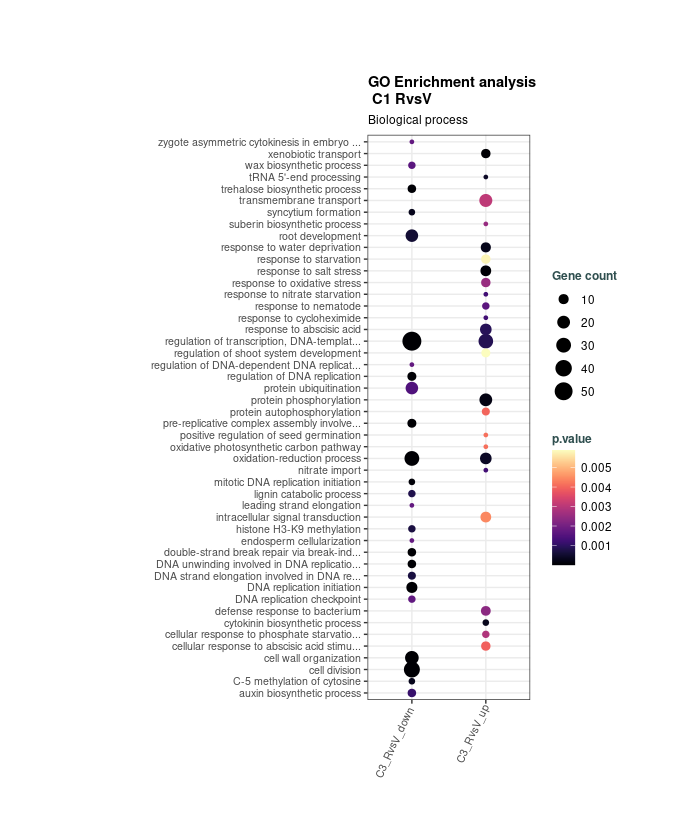 GO Enrichment analysis
C1 RvsV
Biological process
zygote asymmetric cytokinesis in embryo ...
xenobiotic transport
wax biosynthetic process
tRNA 5'-end processing
trehalose biosynthetic process
transmembrane transport
syncytium formation
suberin biosynthetic process
root development
response to water deprivation
response to starvation
response to salt stress
response to oxidative stress
response to nitrate starvation
response to nematode
response to cycloheximide
response to abscisic acid
regulation of transcription, DNA-templat...
regulation of shoot system development
regulation of DNA-dependent DNA replicat...
regulation of DNA replication
protein ubiquitination
protein phosphorylation
protein autophosphorylation
pre-replicative complex assembly involve...
positive regulation of seed germination
oxidative photosynthetic carbon pathway
oxidation-reduction process
nitrate import
mitotic DNA replication initiation
lignin catabolic process
leading strand elongation
intracellular signal transduction
histone H3-K9 methylation
endosperm cellularization
double-strand break repair via break-ind...
DNA unwinding involved in DNA replicatio...
DNA strand elongation involved in DNA re...
DNA replication initiation
DNA replication checkpoint
defense response to bacterium
cytokinin biosynthetic process
cellular response to phosphate starvatio...
cellular response to abscisic acid stimu...
cell wall organization
cell division
C-5 methylation of cytosine
auxin biosynthetic process
C3_RvsV_down
C3_RvsV_up
Gene count
10
20
30
40
50
p.value
0.005
0.004
0.003
0.002
0.001